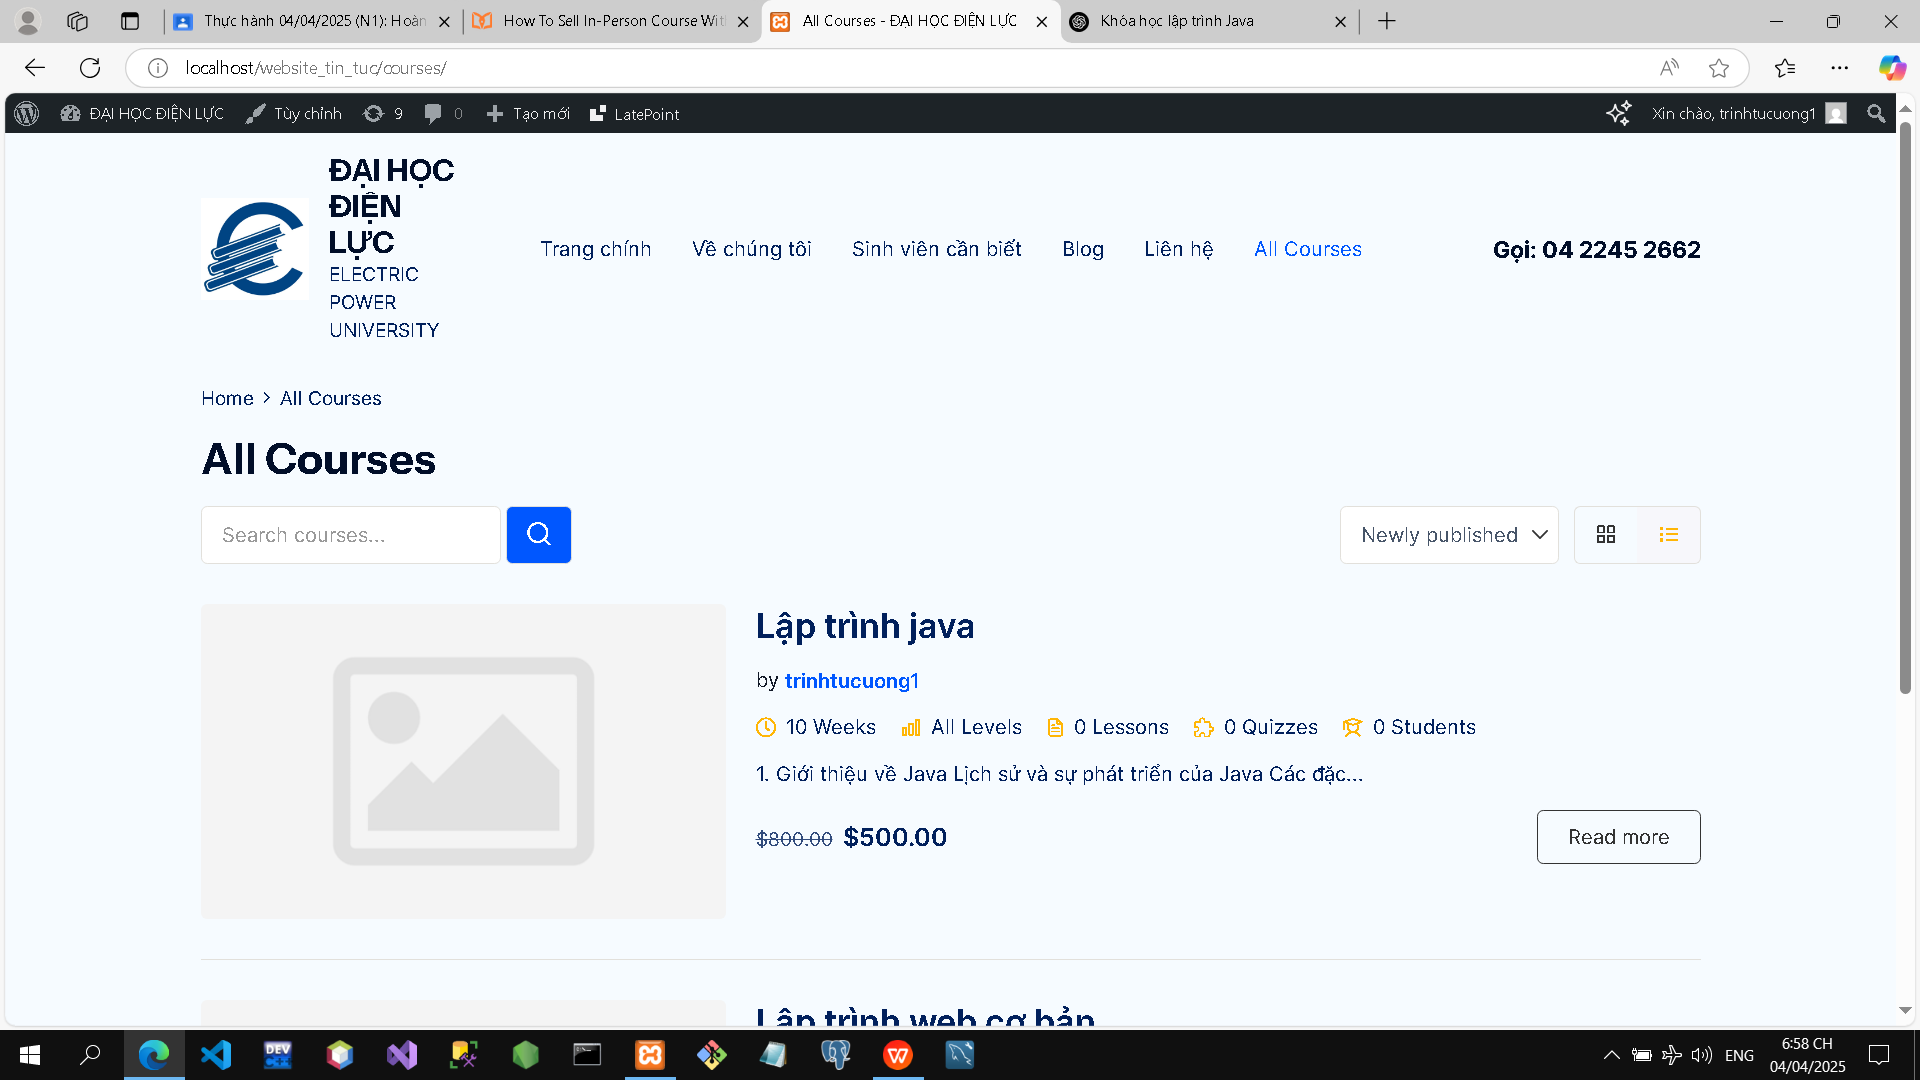 Thực hành 04/04/2025 (N1): Hoàn
How To Sell In-Person Course Wit
All Courses - ĐẠI HỌC ĐIỆN LỰC
Khóa học lập trình Java
localhost/website_tin_tuc/courses/
ĐẠI HỌC ĐIỆN LỰC
Tùy chỉnh
9
0
Tạo mới
LatePoint
Xin chào, trinhtucuong1
ĐẠI HỌC
ĐIỆN
LỰC
ELECTRIC
POWER
UNIVERSITY
Trang chính
Về chúng tôi
Sinh viên cần biết
Blog
Liên hệ
All Courses
Gọi: 04 2245 2662
Home > All Courses
All Courses
Search courses...
Newly published
Lập trình java
by trinhtucuong1
10 Weeks
All Levels
0 Lessons
0 Quizzes
0 Students
1. Giới thiệu về Java Lịch sử và sự phát triển của Java Các đặc...
$800.00 $500.00
Read more
Lập trình web cơ bản
DEV
ENG
6:58 CH
04/04/2025